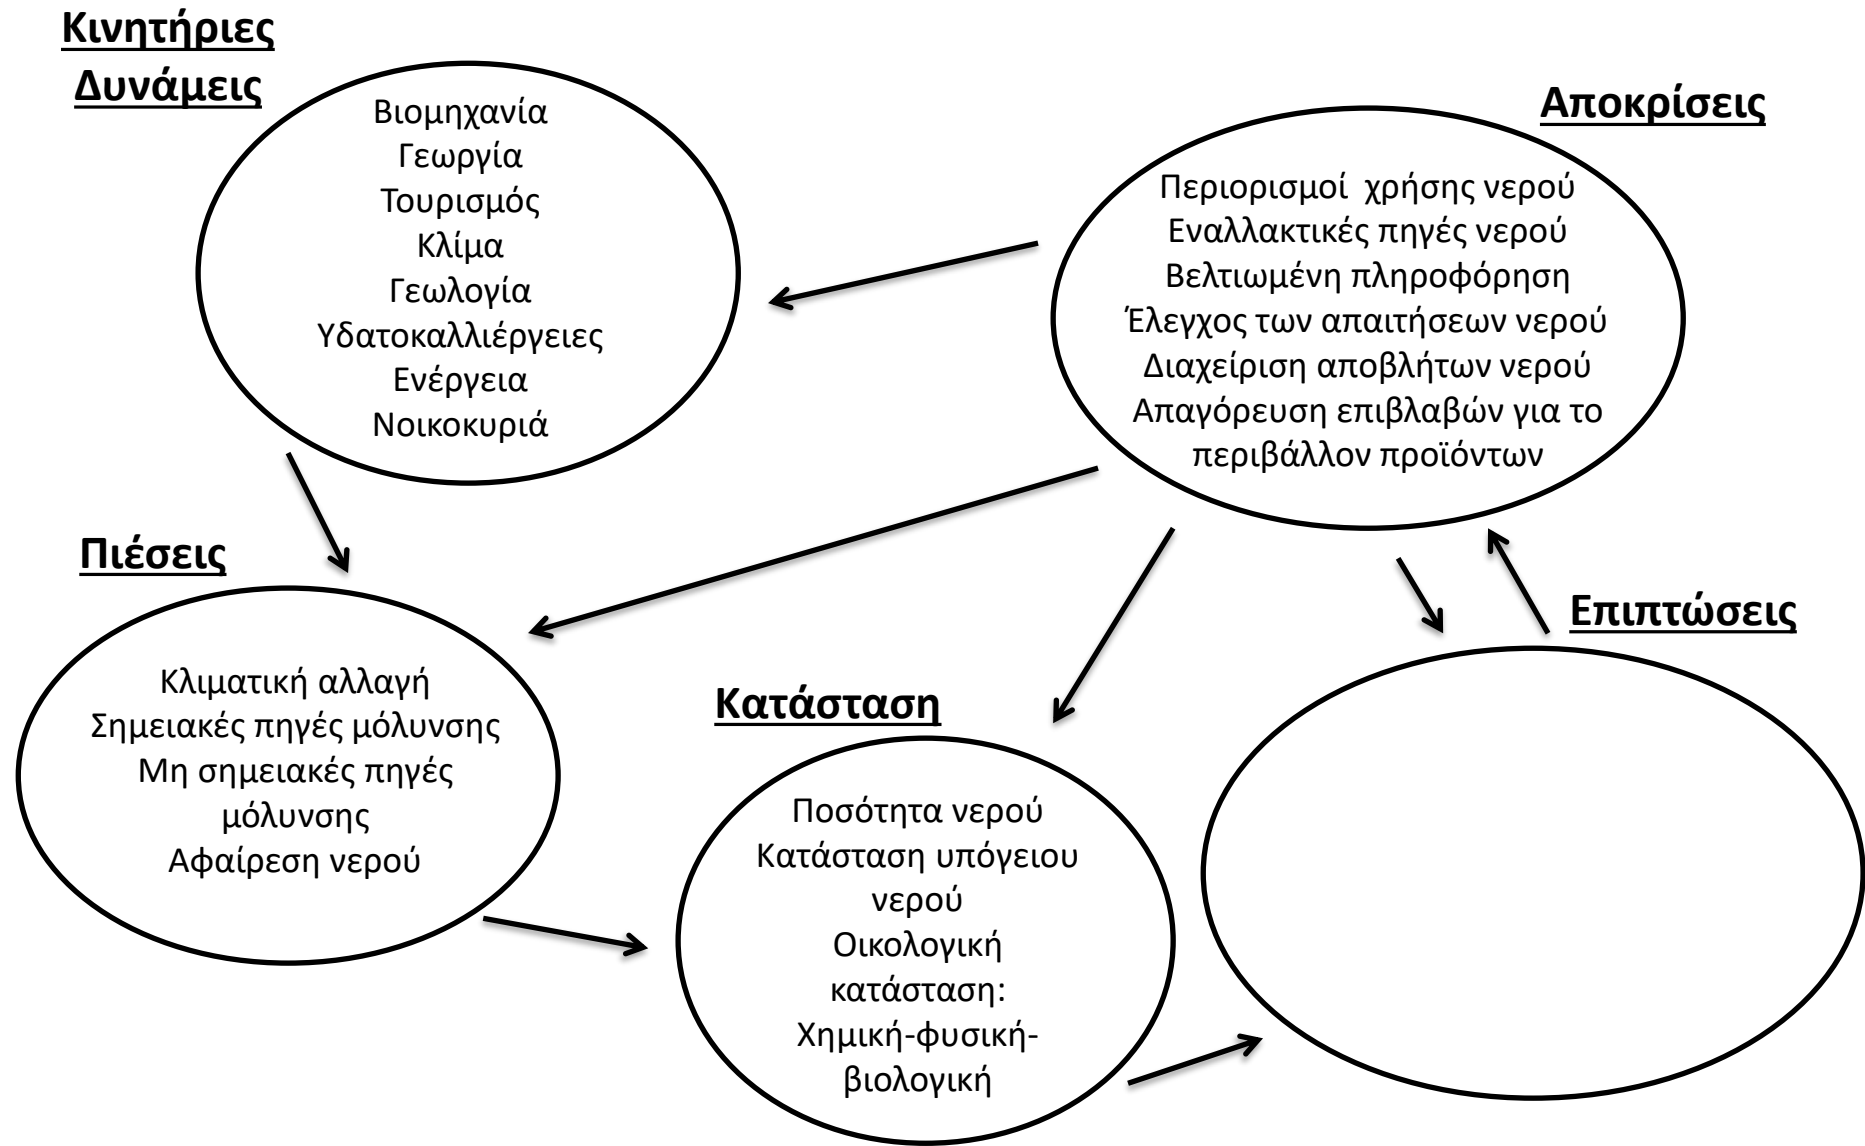 Κινητήριες
Δυνάμεις
Βιομηχανία
Γεωργία
Τουρισμός
Κλίμα
Γεωλογία
Υδατοκαλλιέργειες
Ενέργεια
Νοικοκυριά
Αποκρίσεις
Περιορισμοί χρήσης νερού
Εναλλακτικές πηγές νερού
Βελτιωμένη πληροφόρηση
Έλεγχος των απαιτήσεων νερού
Διαχείριση αποβλήτων νερού
Απαγόρευση επιβλαβών για το
περιβάλλον προϊόντων
Πιέσεις
Κλιματική αλλαγή
Σημειακές πηγές μόλυνσης
Μη σημειακές πηγές
μόλυνσης
Αφαίρεση νερού
Κατάσταση
Ποσότητα νερού
Κατάσταση υπόγειου
νερού
Οικολογική
κατάσταση:
Χημική-φυσική-
βιολογική
Επιπτώσεις